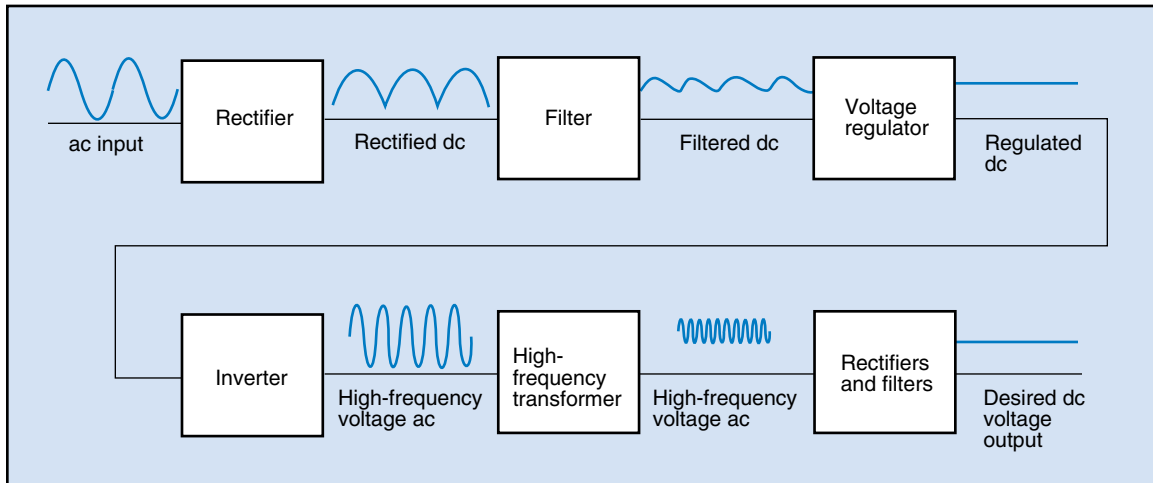 Rectifier
Filter
Voltage
regulator
ac input
Rectified dc
Filtered dc
Regulated
dc
Inverter
High-
frequency
transformer
Rectifiers
and filters
High-frequency
voltage ac
High-frequency
voltage ac
Desired dc
voltage
output